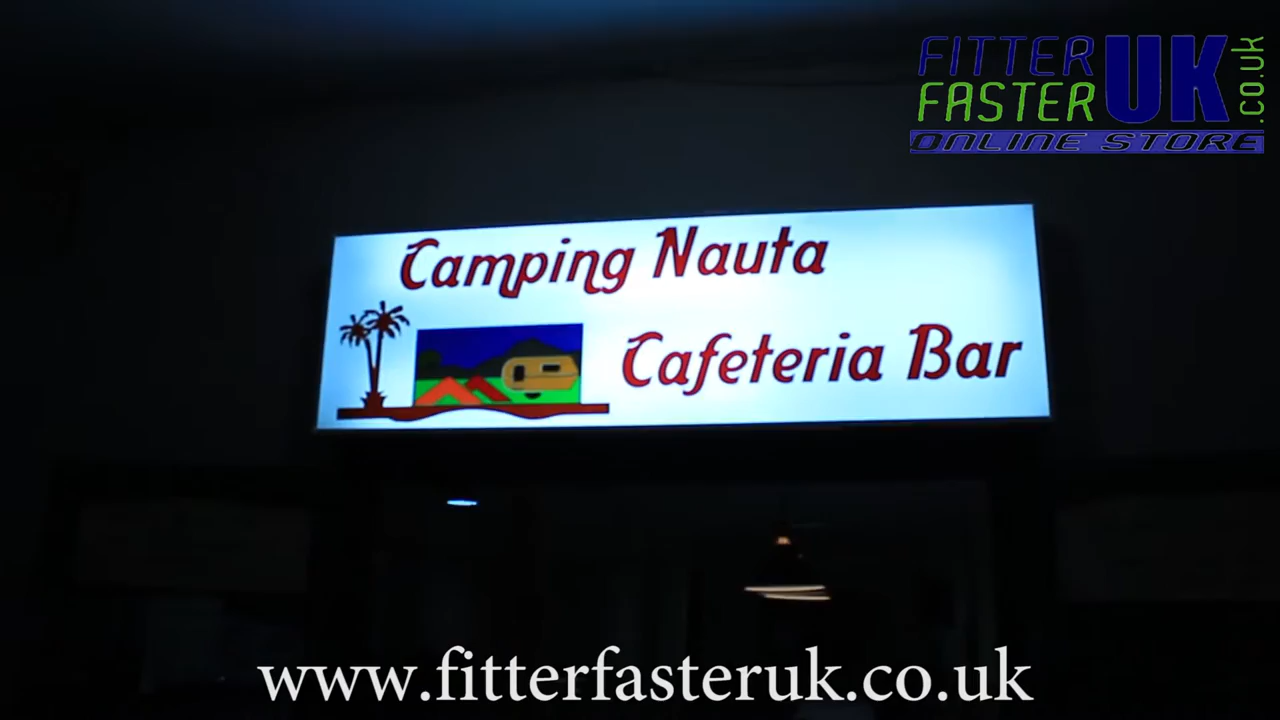 FITTER
FASTER UK .co.uk
ONLINE STORE
Camping Nauta
Cafeteria Bar
www.fitterfasteruk.co.uk